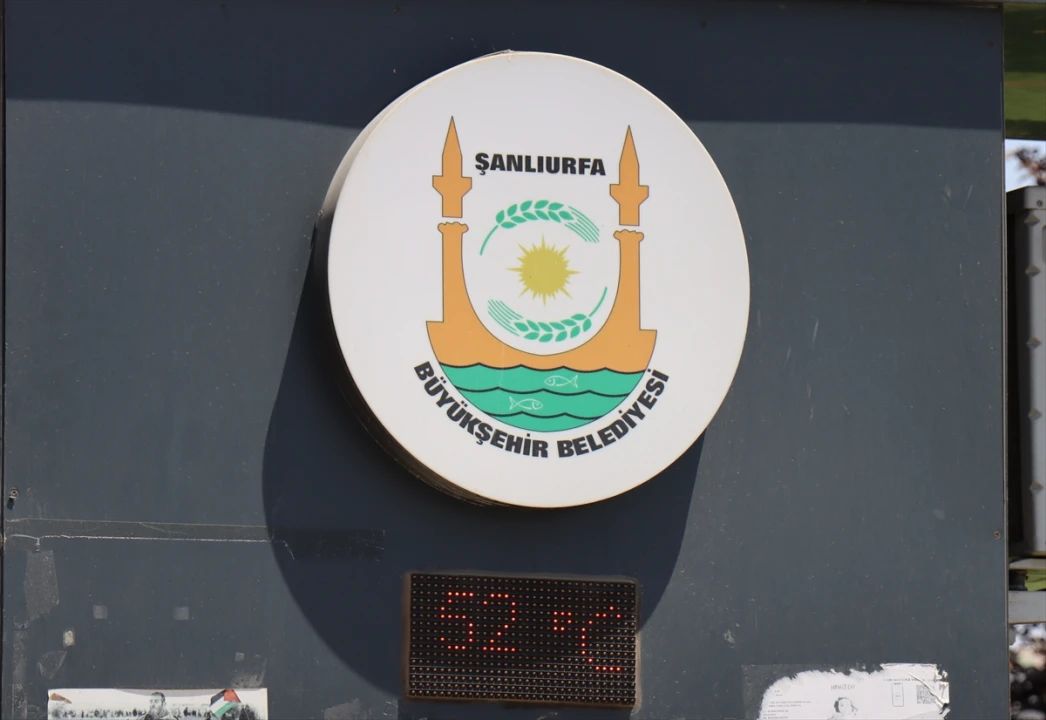 ŞANLIURFA
BÜYÜKŞEHİR BELEDİYESİ
52 °C